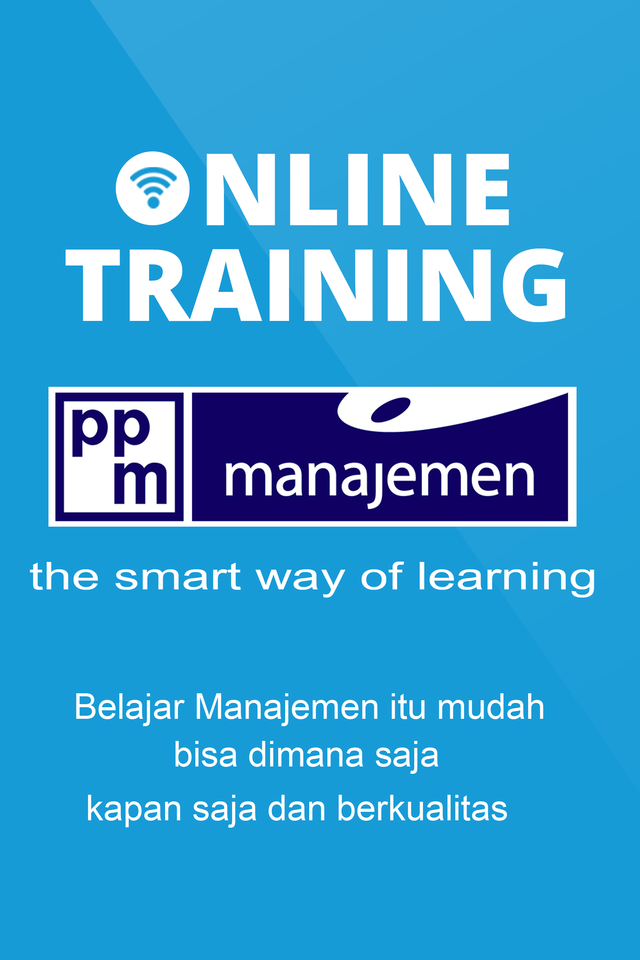 ONLINE
TRAINING
ppm
manajemen
the smart way of learning
Belajar Manajemen itu mudah
bisa dimana saja
kapan saja dan berkualitas